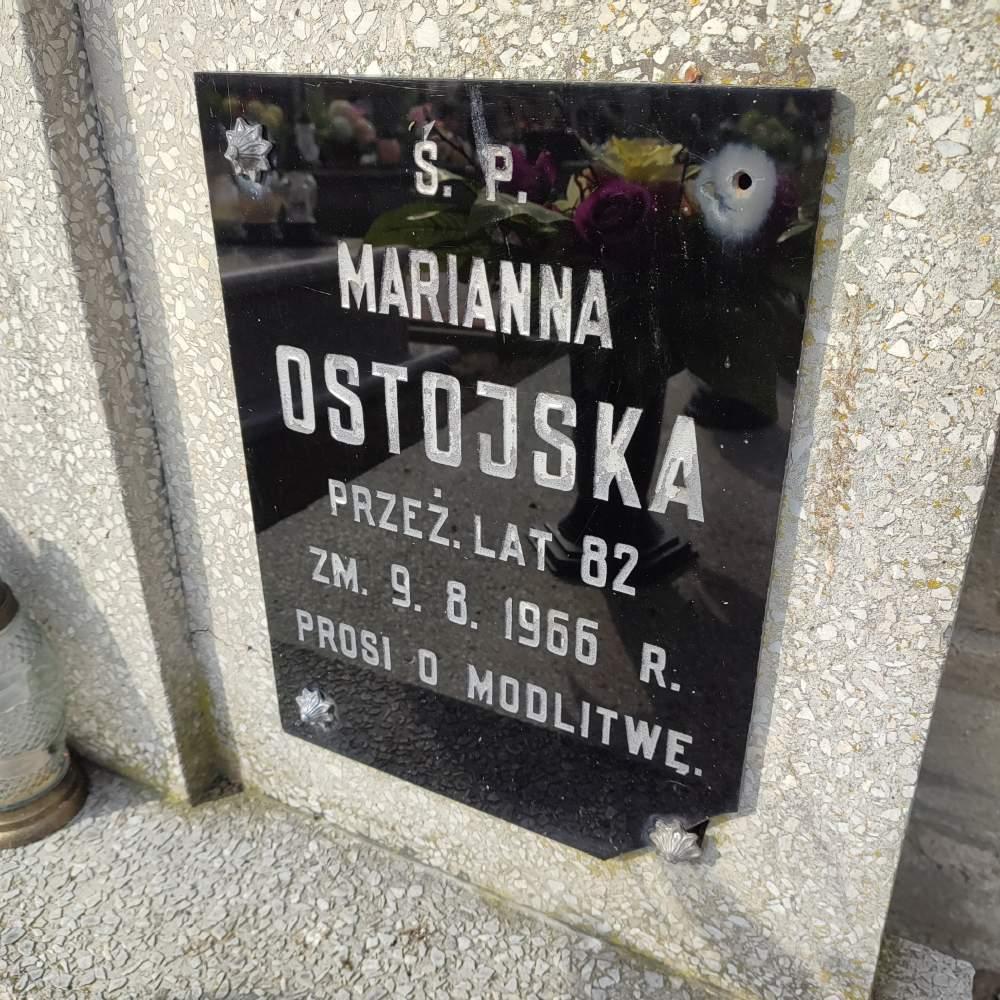 Ś. P.
MARIANNA
OSTOJSKA
PRZEŻ. LAT 82
ZM. 9. 8. 1966 R.
PROSI O MODLITWĘ.